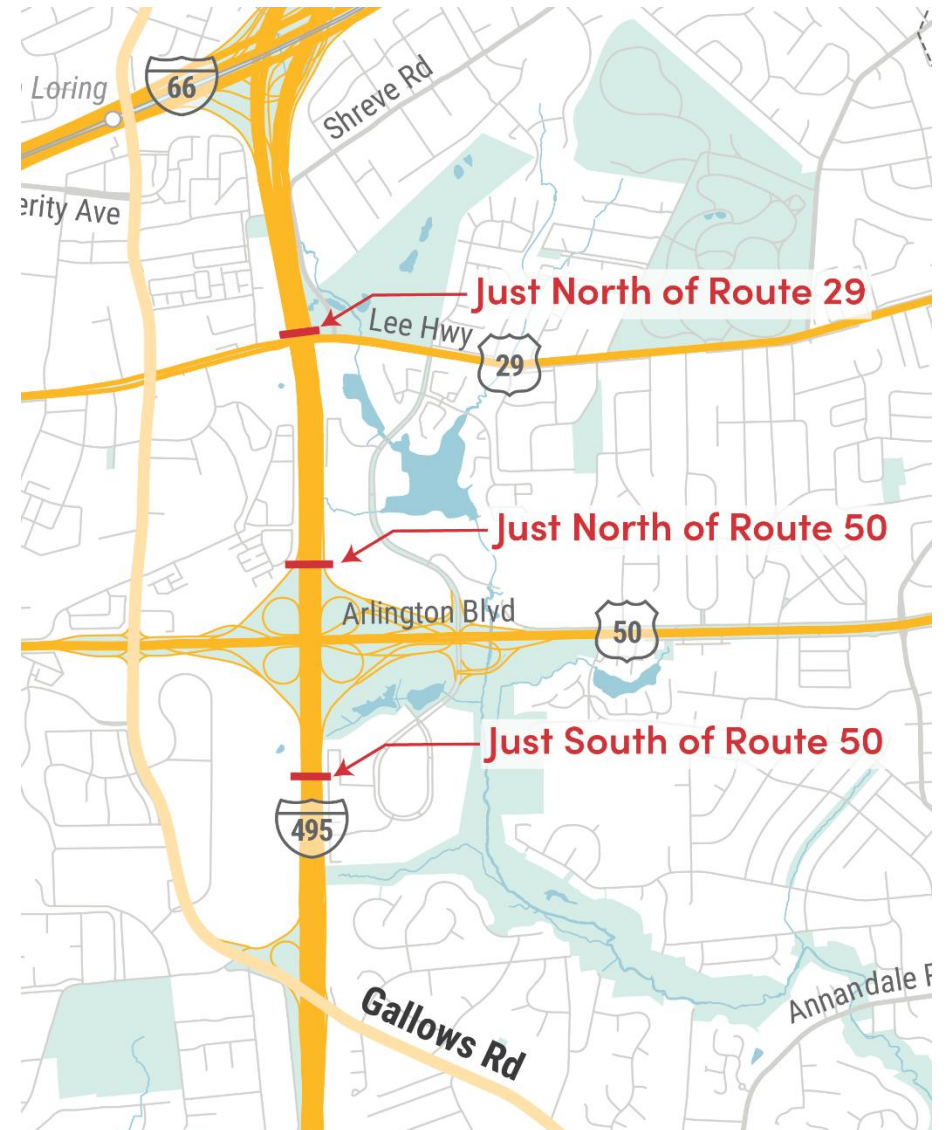 Loring
66
Shreve Rd
erity Ave
Just North of Route 29
Lee Hwy
29
Just North of Route 50
Arlington Blvd
50
Just South of Route 50
495
Gallows Rd
Annandale R